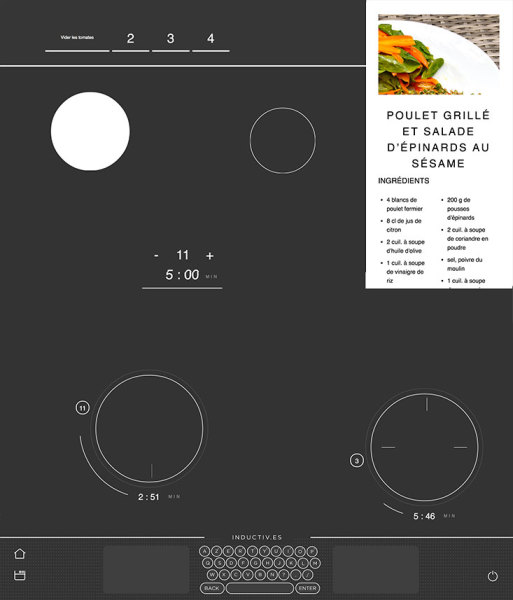 Vider les tomates 2 3 4
POULET GRILLÉ
ET SALADE
D'ÉPINARDS AU
SÉSAME
INGRÉDIENTS
• 4 blancs de
poulet fermier
• 8 cl de jus de
citron
• 2 cuil. à soupe
d'huile d'olive
• 1 cuil. à soupe
de vinaigre de
riz
• 200 g de
pousses
d'épinards
• 2 cuil. à soupe
de coriandre en
poudre
• sel, poivre du
moulin
• 1 cuil. à soupe
- 11 +
5 : 00 MIN
11
2 : 51 MIN
3
5 : 46 MIN
INDUCTIV.ES
A Z E R T Y U I O P
Q S D F G H J K L M
W X C V B N ? ! :
BACK ENTER